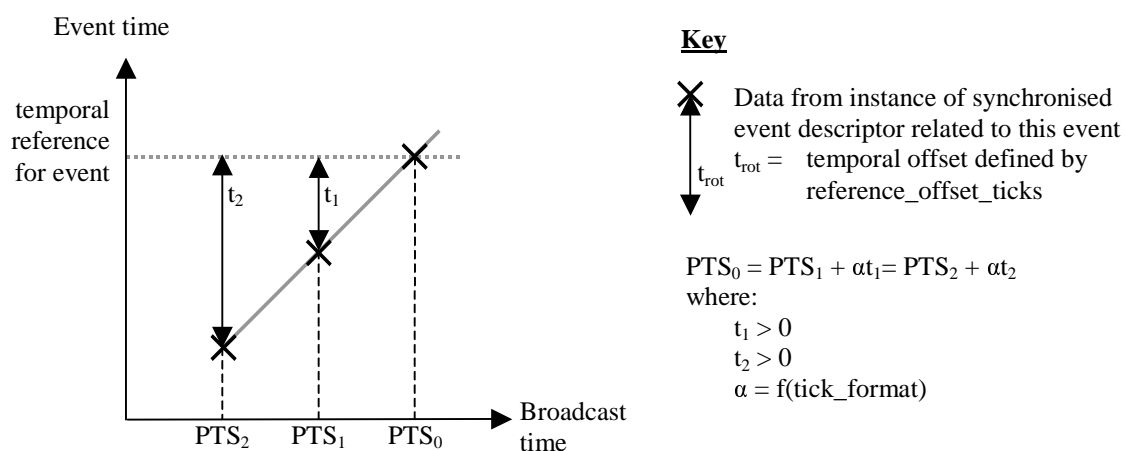 Event time
temporal
reference
for event
t₂
t₁
PTS₂
PTS₁
PTS₀
Broadcast
time
Key
Data from instance of synchronised
event descriptor related to this event
t_rot
t_rot = temporal offset defined by
reference_offset_ticks
PTS₀ = PTS₁ + αt₁= PTS₂ + αt₂
where:
t₁ > 0
t₂ > 0
α = f(tick_format)